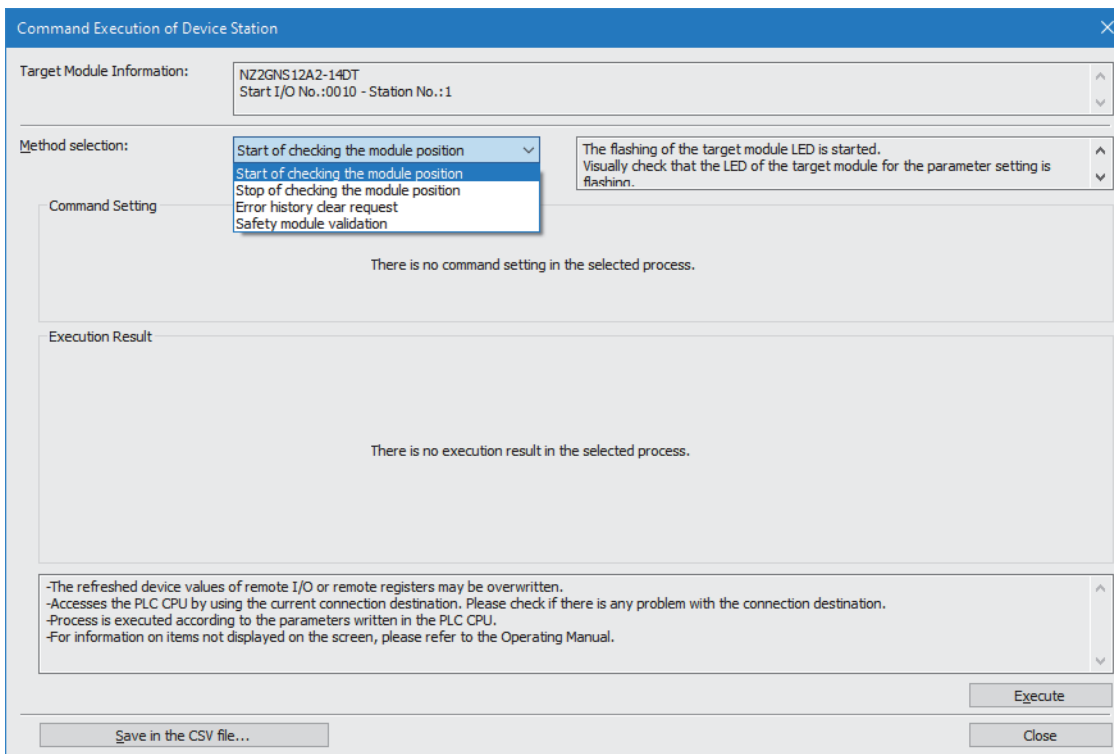 Command Execution of Device Station
Target Module Information:
NZ2GNS12A2-14DT
Start I/O No.:0010 - Station No.:1
Method selection:
Start of checking the module position
Start of checking the module position
Stop of checking the module position
Error history clear request
Safety module validation
The flashing of the target module LED is started.
Visually check that the LED of the target module for the parameter setting is
flashing.
Command Setting
There is no command setting in the selected process.
Execution Result
There is no execution result in the selected process.
-The refreshed device values of remote I/O or remote registers may be overwritten.
-Accesses the PLC CPU by using the current connection destination. Please check if there is any problem with the connection destination.
-Process is executed according to the parameters written in the PLC CPU.
-For information on items not displayed on the screen, please refer to the Operating Manual.
Execute
Save in the CSV file...
Close